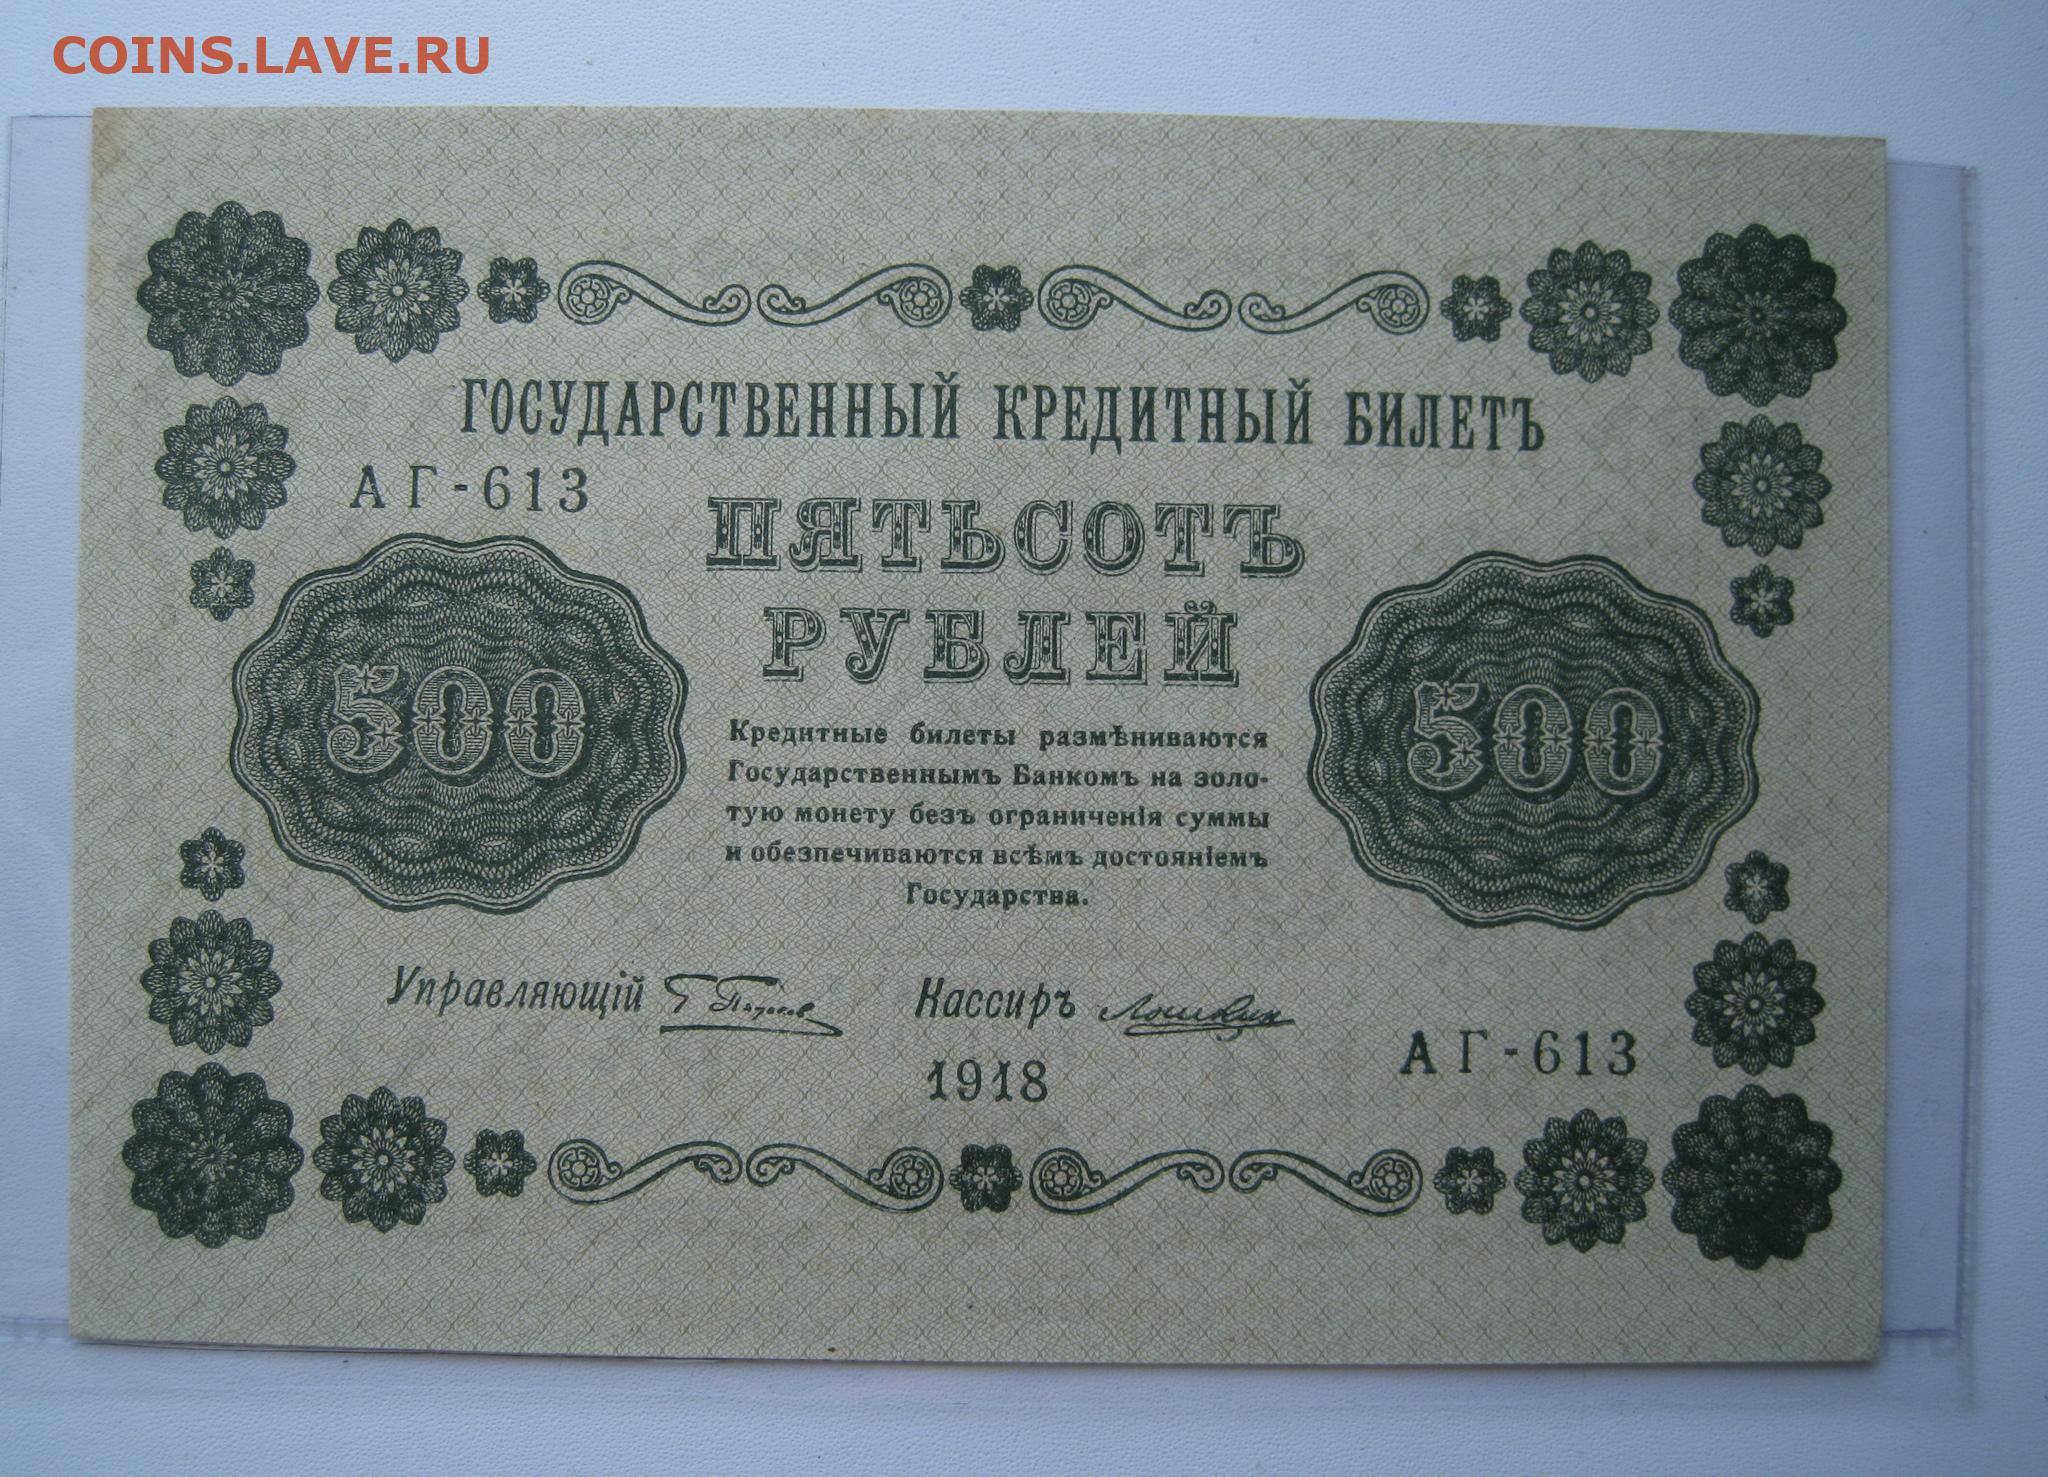 COINS.LAVE.RU
ГОСУДАРСТВЕННЫЙ КРЕДИТНЫЙ БИЛЕТЪ
АГ-613
ПЯТЬСОТЪ
РУБЛЕЙ
500
500
Кредитные билеты размѣниваются
Государственнымъ Банкомъ на золо-
тую монету безъ ограниченія суммы
и обезпечиваются всѣмъ достояніемъ
Государства.
Управляющій
Кассиръ
АГ-613
1918